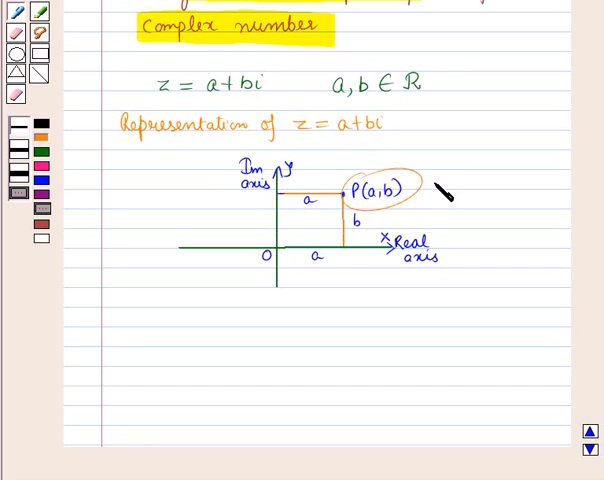 complex number
z = a+bi a, b ∈ R
Representation of z = a+bi
Im axis
Y
a
P(a,b)
b
X
Real axis
O
a